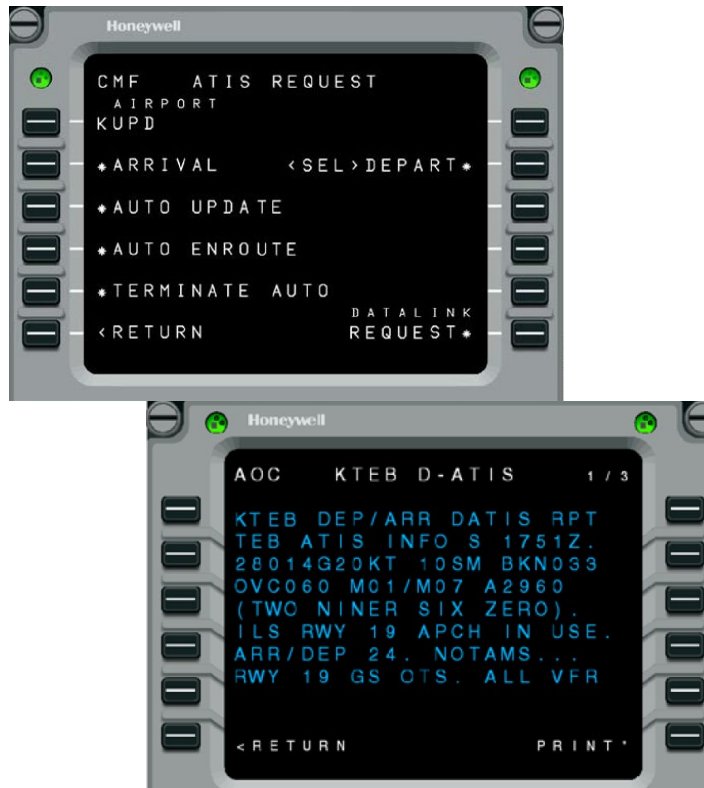 Honeywell
CMF ATIS REQUEST
AIRPORT
KUPD
*ARRIVAL <SEL>DEPART*
*AUTO UPDATE
*AUTO ENROUTE
*TERMINATE AUTO
DATALINK
<RETURN REQUEST*
Honeywell
AOC KTEB D-ATIS 1/3
KTEB DEP/ARR DATIS RPT
TEB ATIS INFO S 1751Z.
28014G20KT 10SM BKN033
OVC060 M01/M07 A2960
(TWO NINER SIX ZERO).
ILS RWY 19 APCH IN USE.
ARR/DEP 24. NOTAMS...
RWY 19 GS OTS. ALL VFR
<RETURN PRINT*